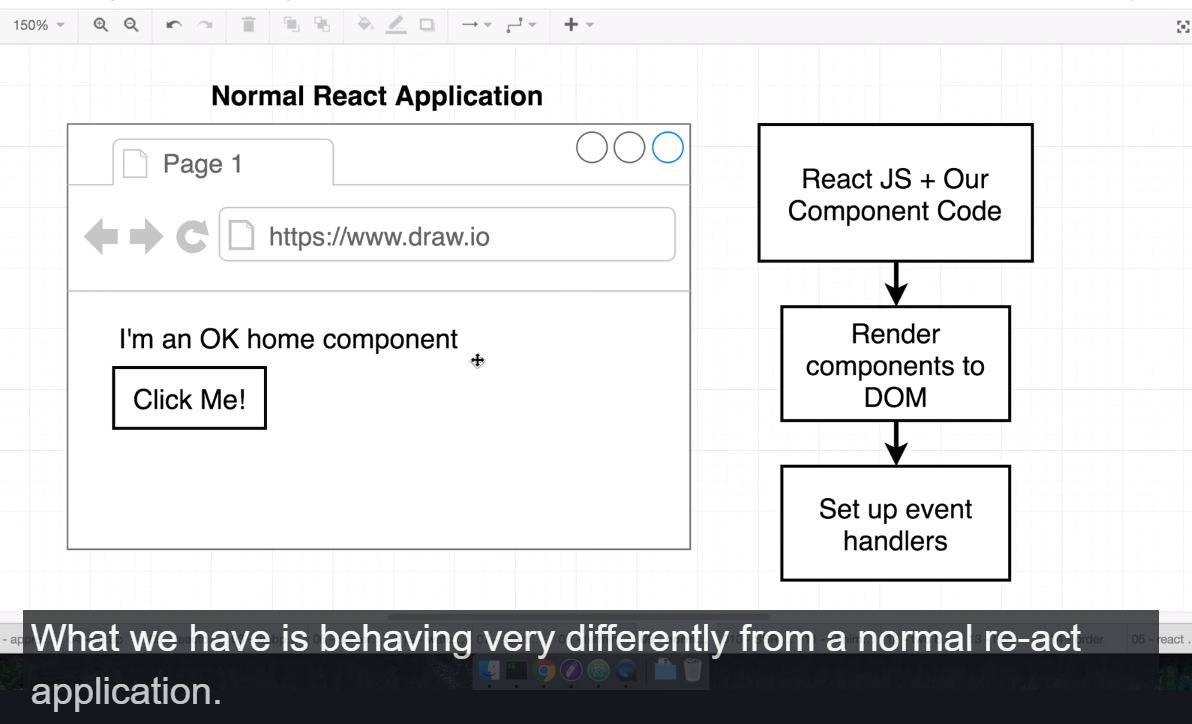 150%
Normal React Application
Page 1
https://www.draw.io
I'm an OK home component
Click Me!
React JS + Our
Component Code
Render
components to
DOM
Set up event
handlers
What we have is behaving very differently from a normal re-act
application.
05 - react